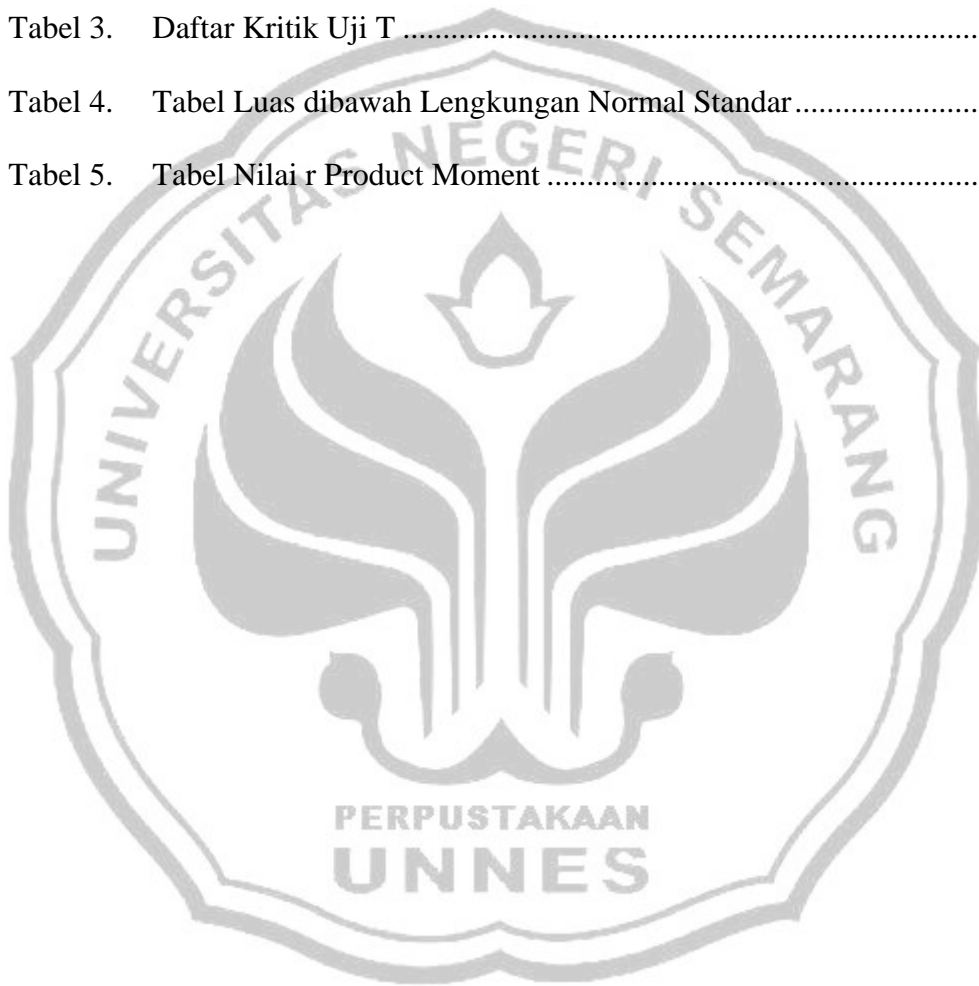 Tabel 3. Daftar Kritik Uji T ...............................................................
Tabel 4. Tabel Luas dibawah Lengkungan Normal Standar ......................
Tabel 5. Tabel Nilai r Product Moment ................................................
UNIVERSITAS NEGERI SEMARANG
PERPUSTAKAAN
UNNES